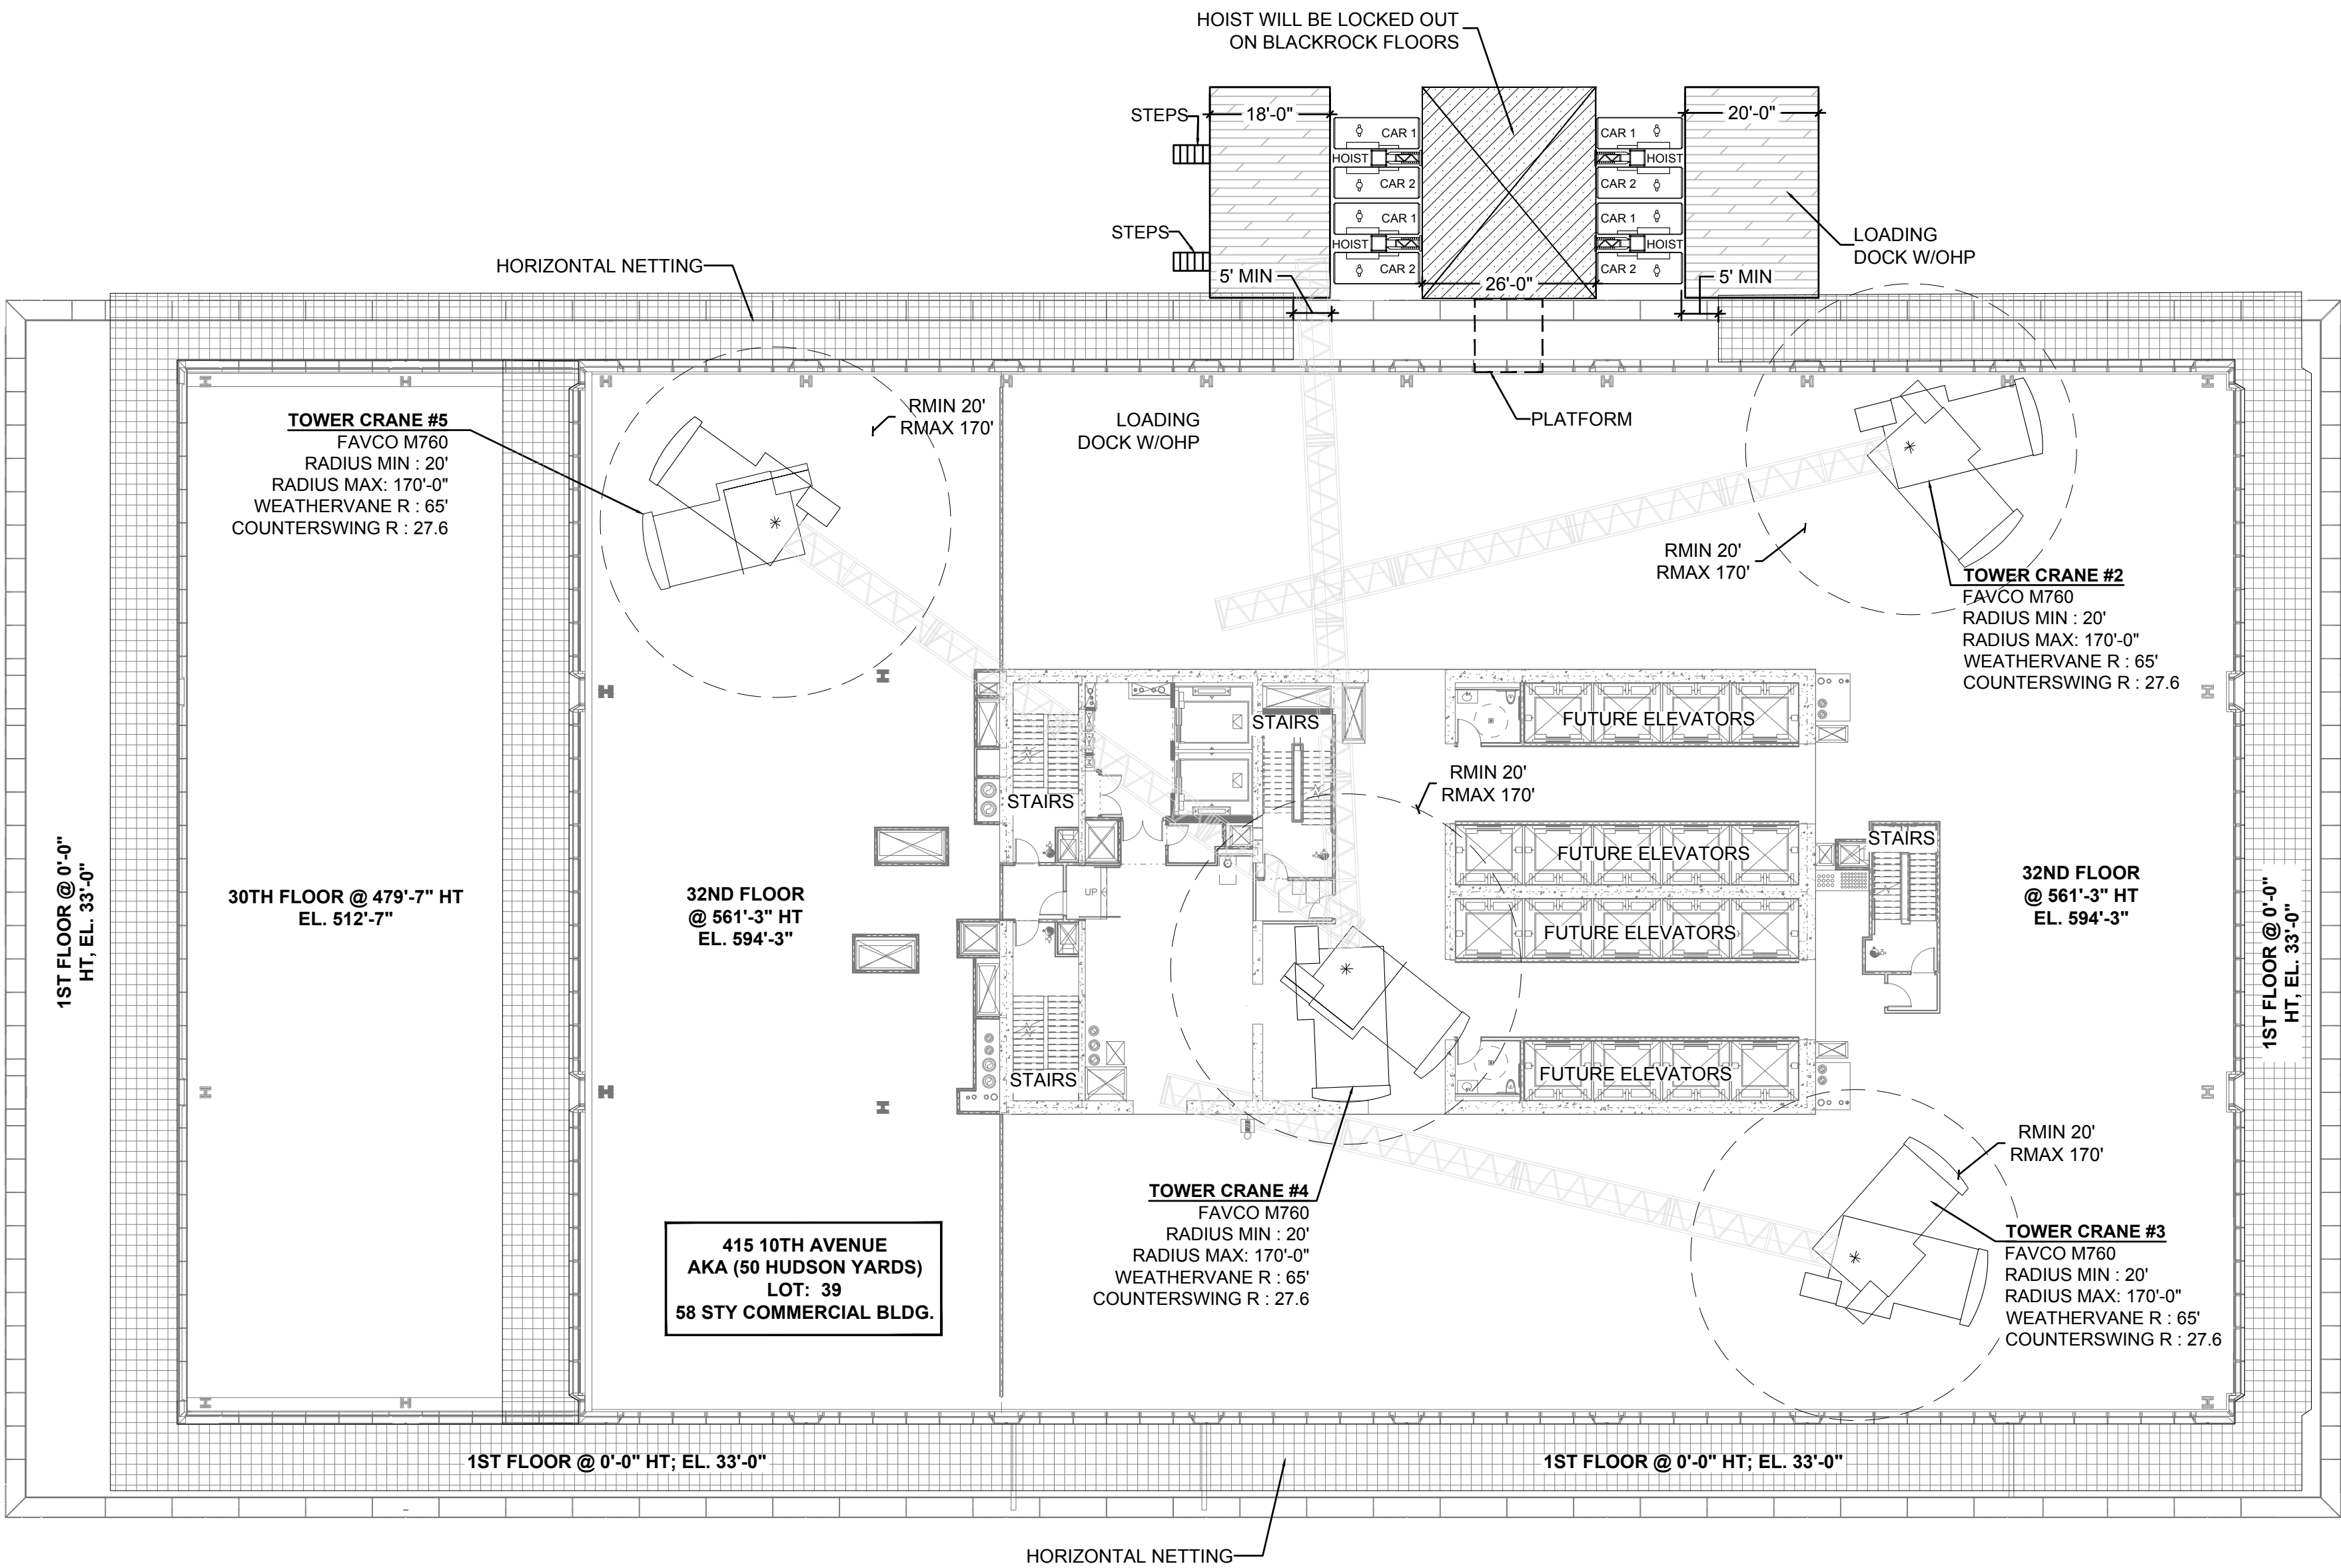 HOIST WILL BE LOCKED OUT
ON BLACKROCK FLOORS
STEPS
18'-0"
20'-0"
CAR 1
CAR 1
HOIST
HOIST
CAR 2
CAR 2
CAR 1
CAR 1
HOIST
HOIST
CAR 2
CAR 2
STEPS
LOADING
DOCK W/OHP
HORIZONTAL NETTING
5' MIN
26'-0"
5' MIN
TOWER CRANE #5
FAVCO M760
RADIUS MIN : 20'
RADIUS MAX: 170'-0"
WEATHERVANE R : 65'
COUNTERSWING R : 27.6
RMIN 20'
RMAX 170'
LOADING
DOCK W/OHP
PLATFORM
RMIN 20'
RMAX 170'
TOWER CRANE #2
FAVCO M760
RADIUS MIN : 20'
RADIUS MAX: 170'-0"
WEATHERVANE R : 65'
COUNTERSWING R : 27.6
STAIRS
FUTURE ELEVATORS
STAIRS
RMIN 20'
RMAX 170'
STAIRS
FUTURE ELEVATORS
UP
FUTURE ELEVATORS
1ST FLOOR @ 0'-0"
HT, EL. 33'-0"
30TH FLOOR @ 479'-7" HT
EL. 512'-7"
32ND FLOOR
@ 561'-3" HT
EL. 594'-3"
32ND FLOOR
@ 561'-3" HT
EL. 594'-3"
1ST FLOOR @ 0'-0"
HT, EL. 33'-0"
STAIRS
FUTURE ELEVATORS
RMIN 20'
RMAX 170'
TOWER CRANE #4
FAVCO M760
RADIUS MIN : 20'
RADIUS MAX: 170'-0"
WEATHERVANE R : 65'
COUNTERSWING R : 27.6
TOWER CRANE #3
FAVCO M760
RADIUS MIN : 20'
RADIUS MAX: 170'-0"
WEATHERVANE R : 65'
COUNTERSWING R : 27.6
415 10TH AVENUE
AKA (50 HUDSON YARDS)
LOT: 39
58 STY COMMERCIAL BLDG.
1ST FLOOR @ 0'-0" HT; EL. 33'-0"
1ST FLOOR @ 0'-0" HT; EL. 33'-0"
HORIZONTAL NETTING